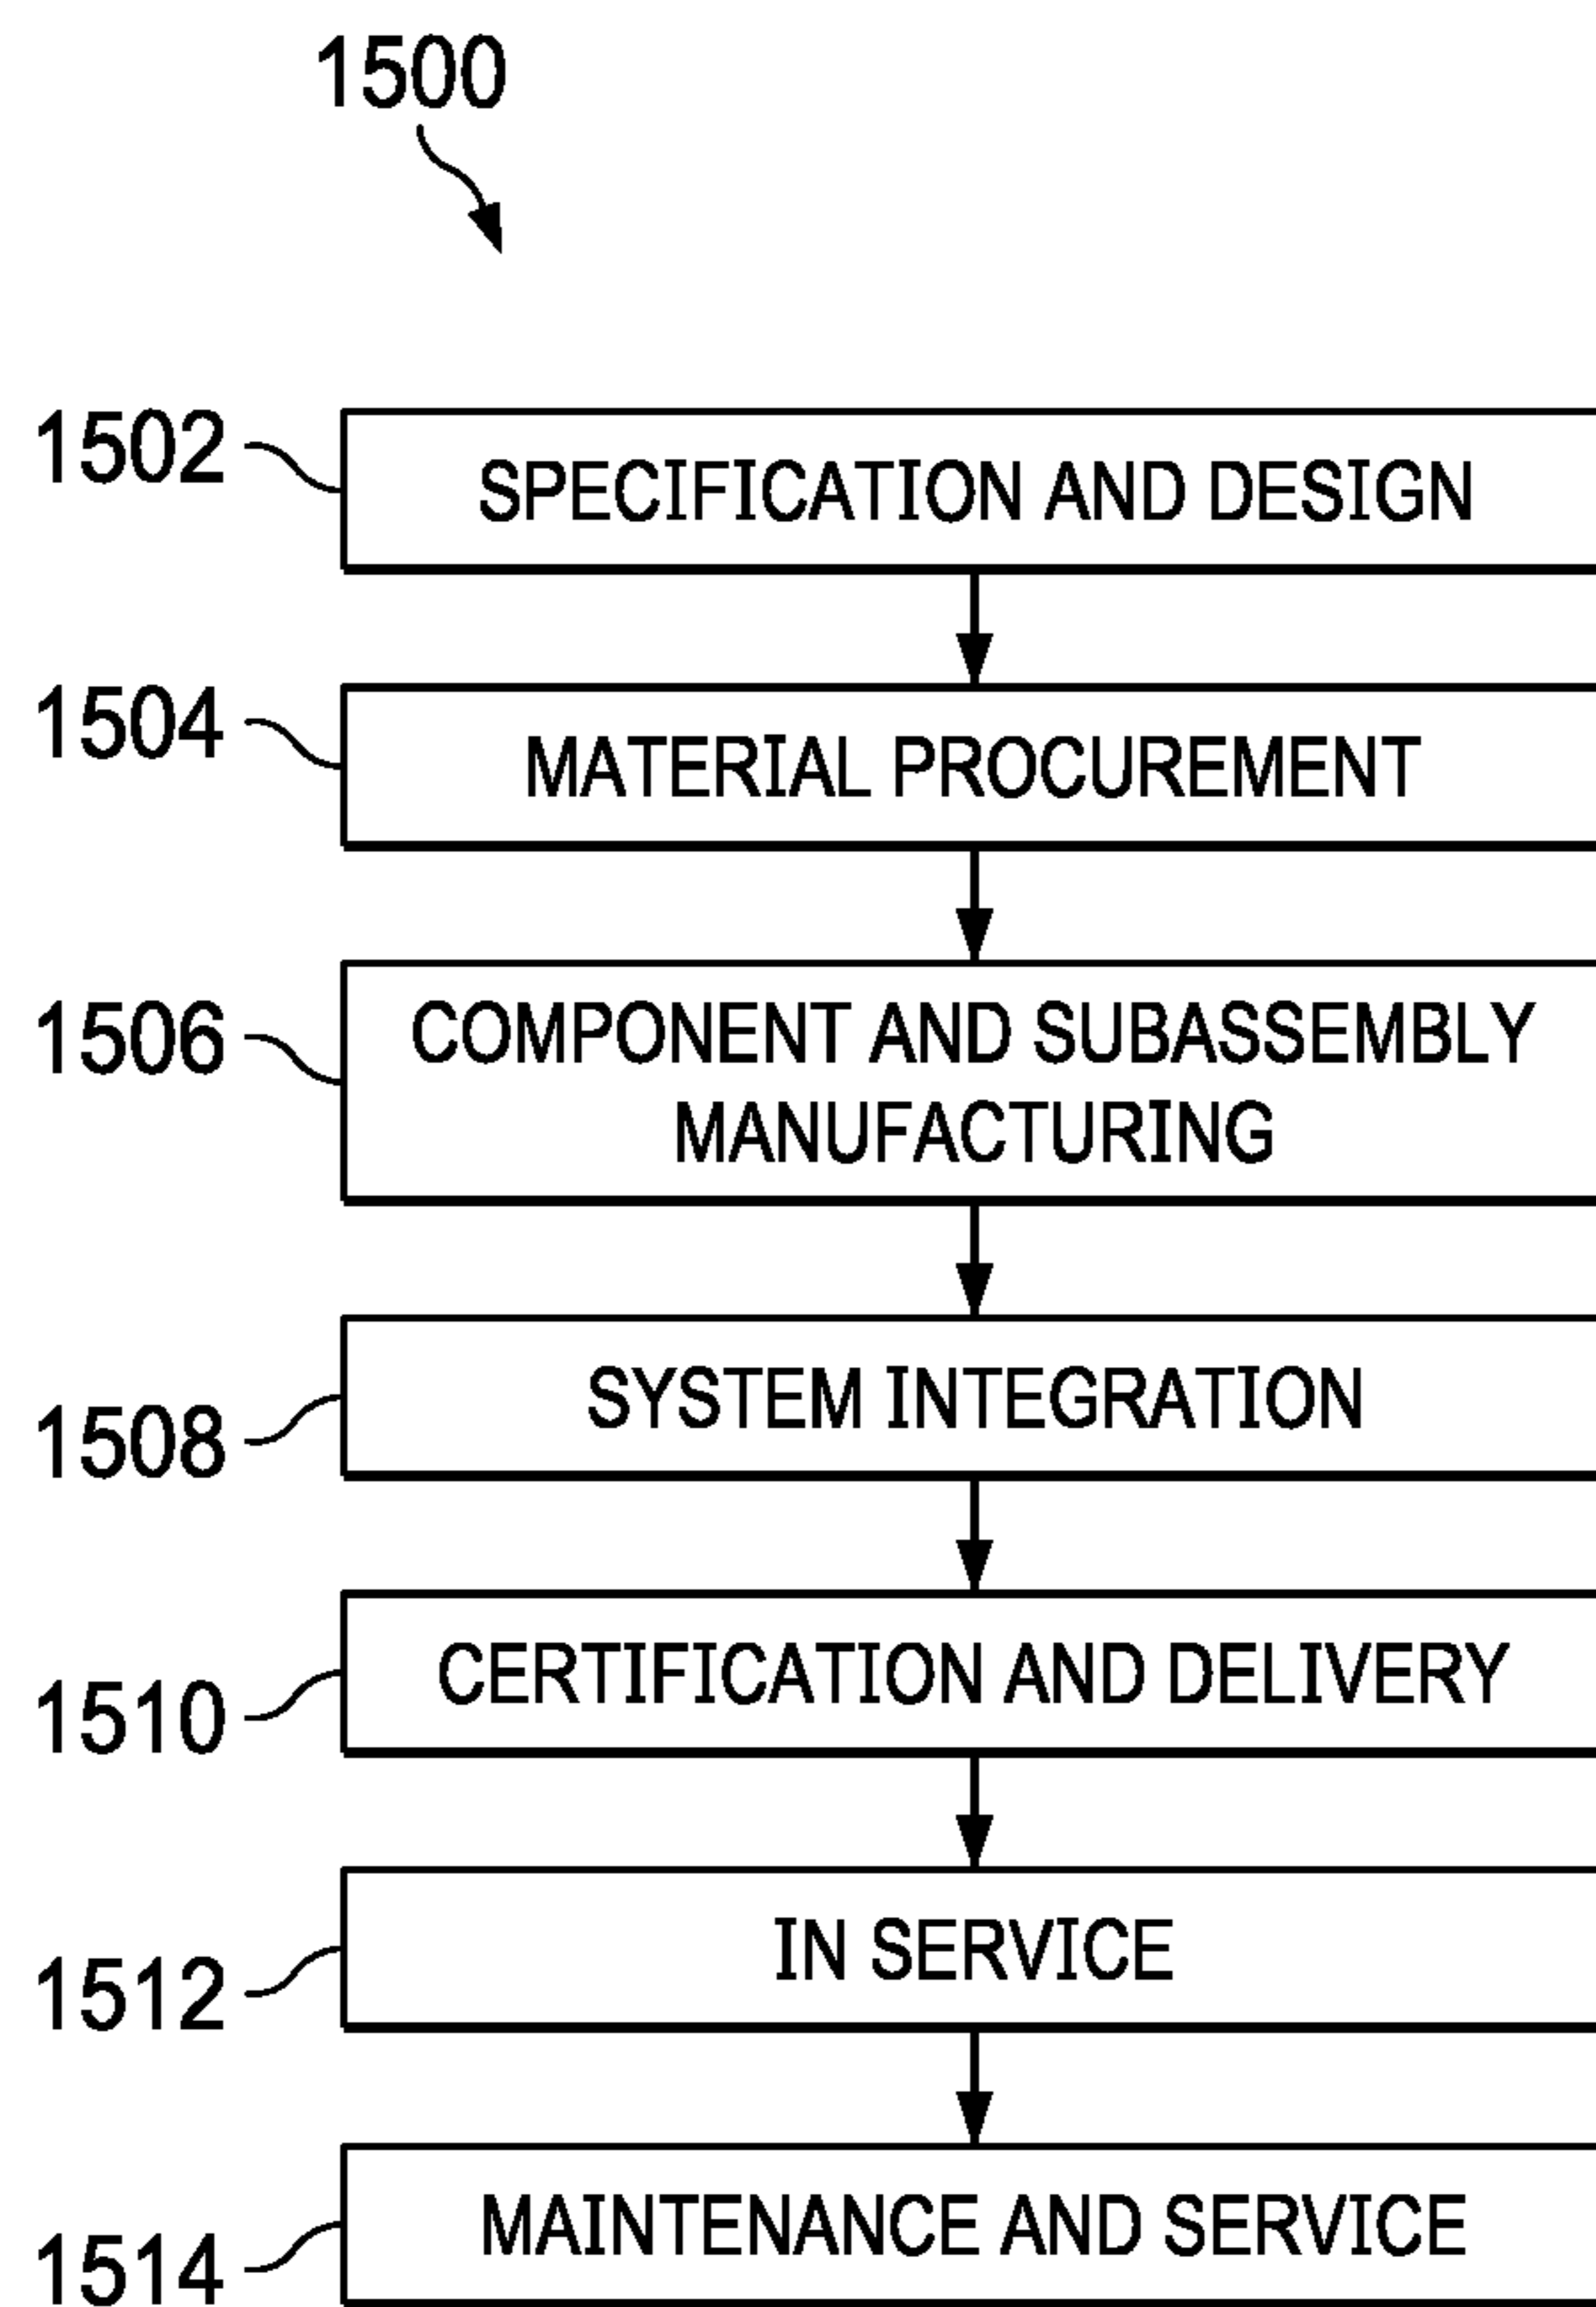 1500
1502
SPECIFICATION AND DESIGN
1504
MATERIAL PROCUREMENT
1506
COMPONENT AND SUBASSEMBLY
MANUFACTURING
1508
SYSTEM INTEGRATION
1510
CERTIFICATION AND DELIVERY
1512
IN SERVICE
1514
MAINTENANCE AND SERVICE